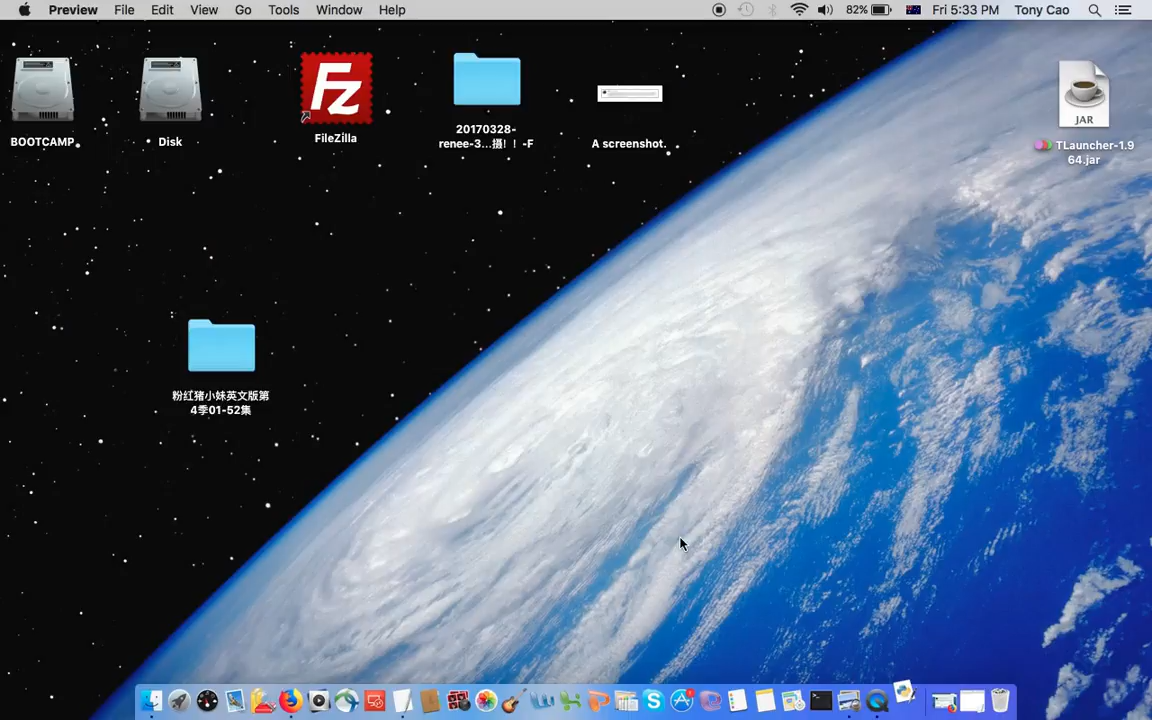 Preview File Edit View Go Tools Window Help 82% Fri 5:33 PM Tony Cao
BOOTCAMP
Disk
FZ
FileZilla
20170328-
renee-3...摄！！-F
A screenshot.
JAR
TLauncher-1.9
64.jar
粉红猪小妹英文版第
4季01-52集